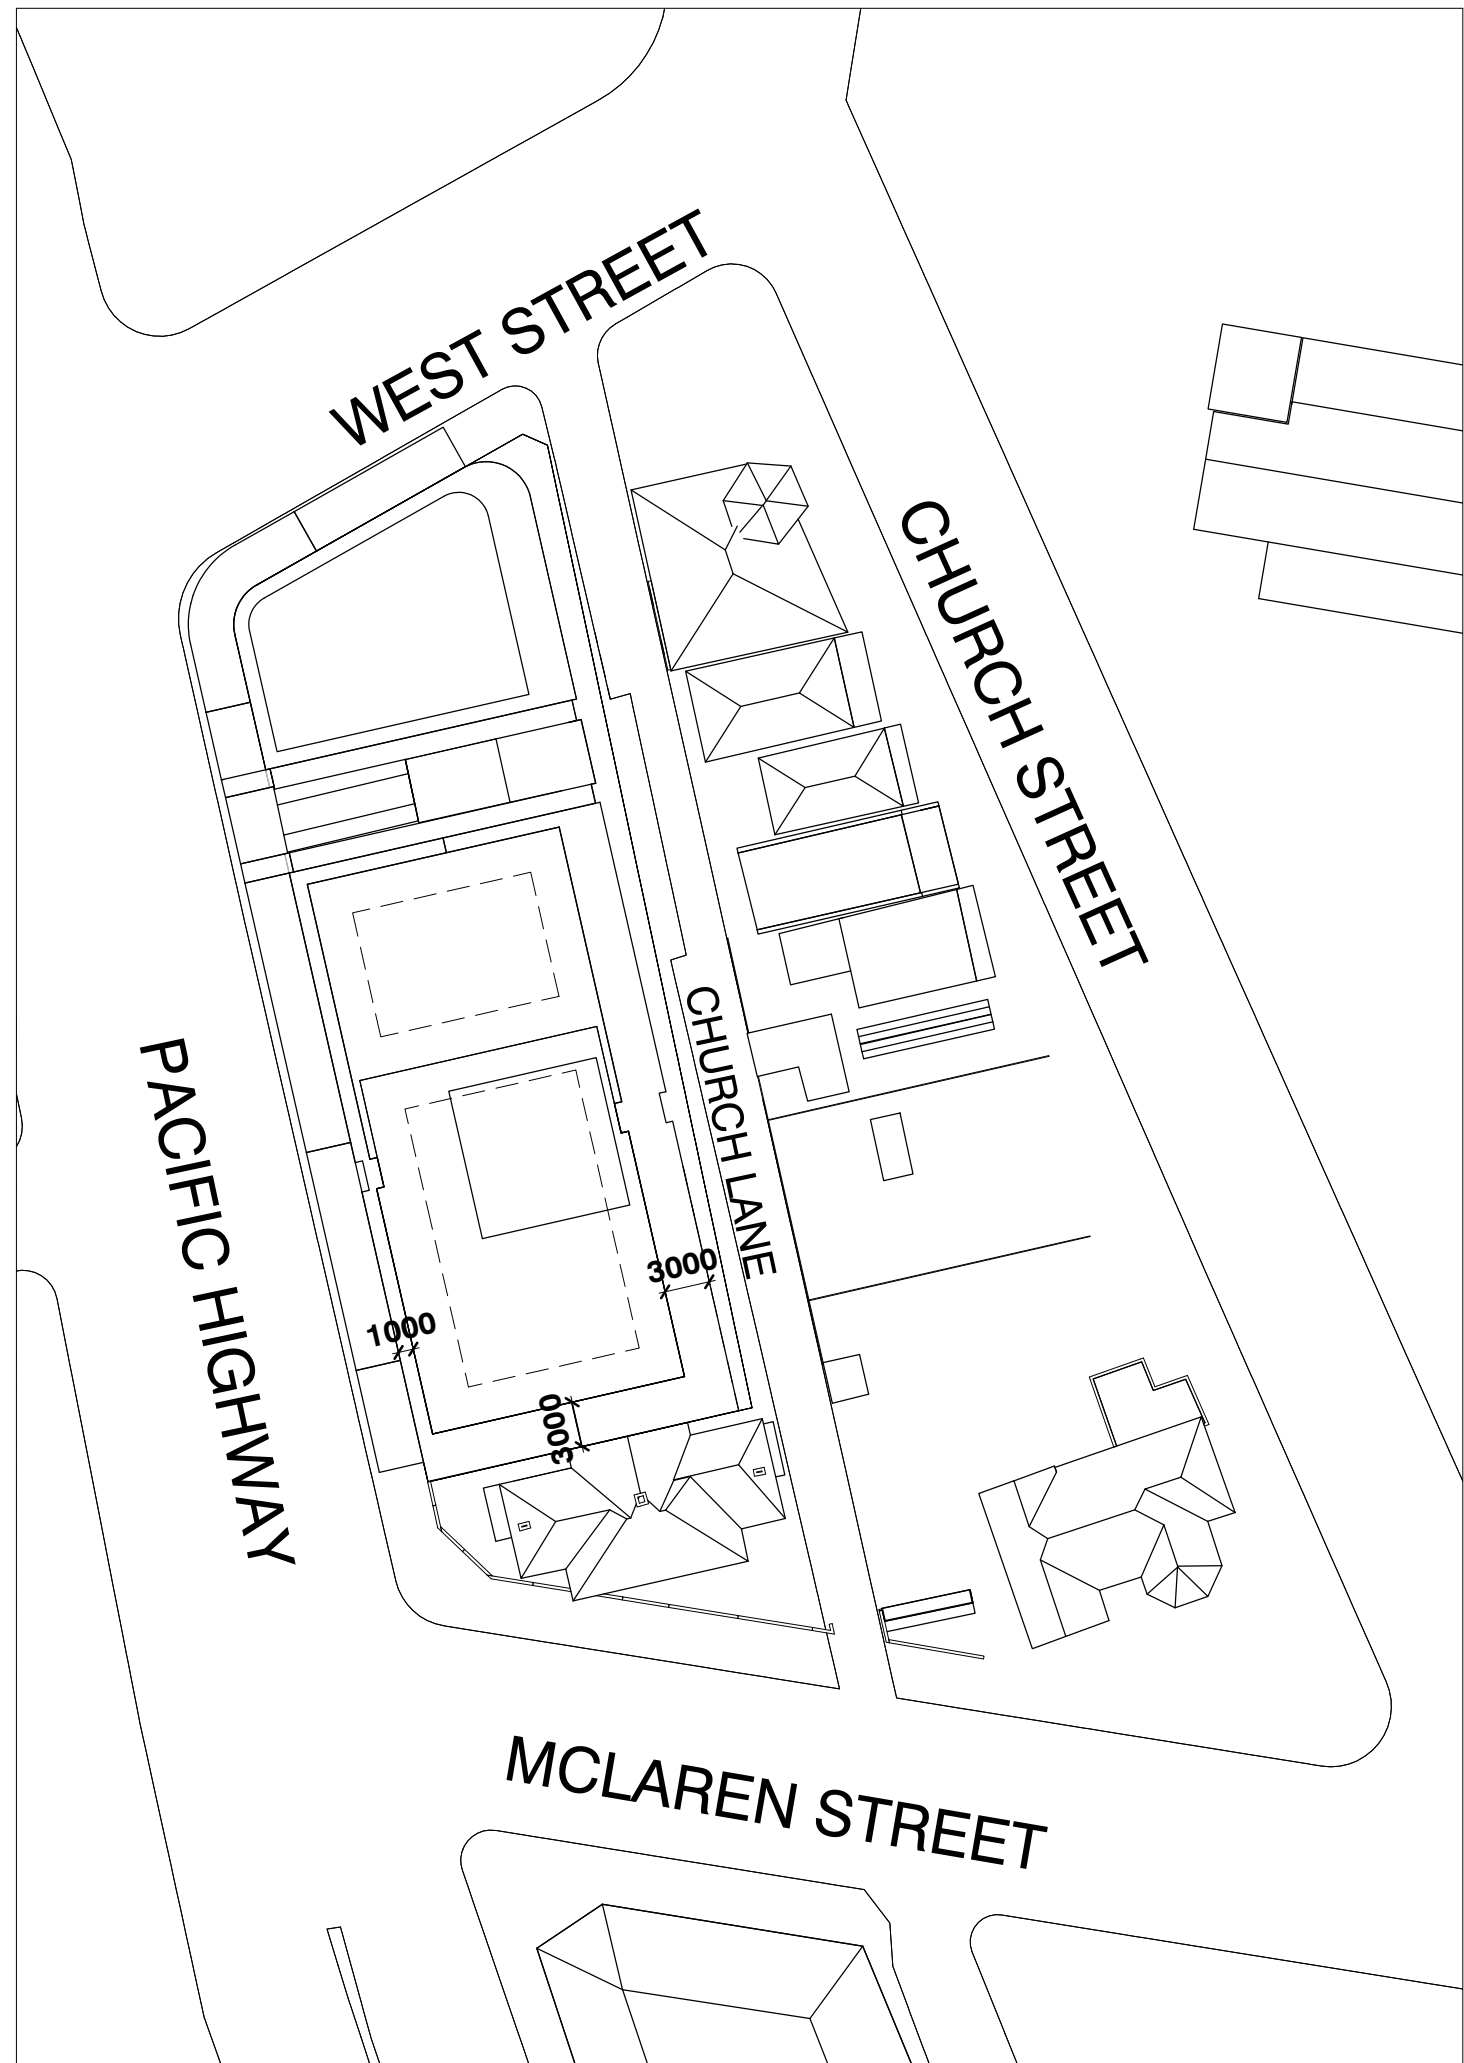 WEST STREET
CHURCH STREET
CHURCH LANE
PACIFIC HIGHWAY
3000
1000
3000
MCLAREN STREET